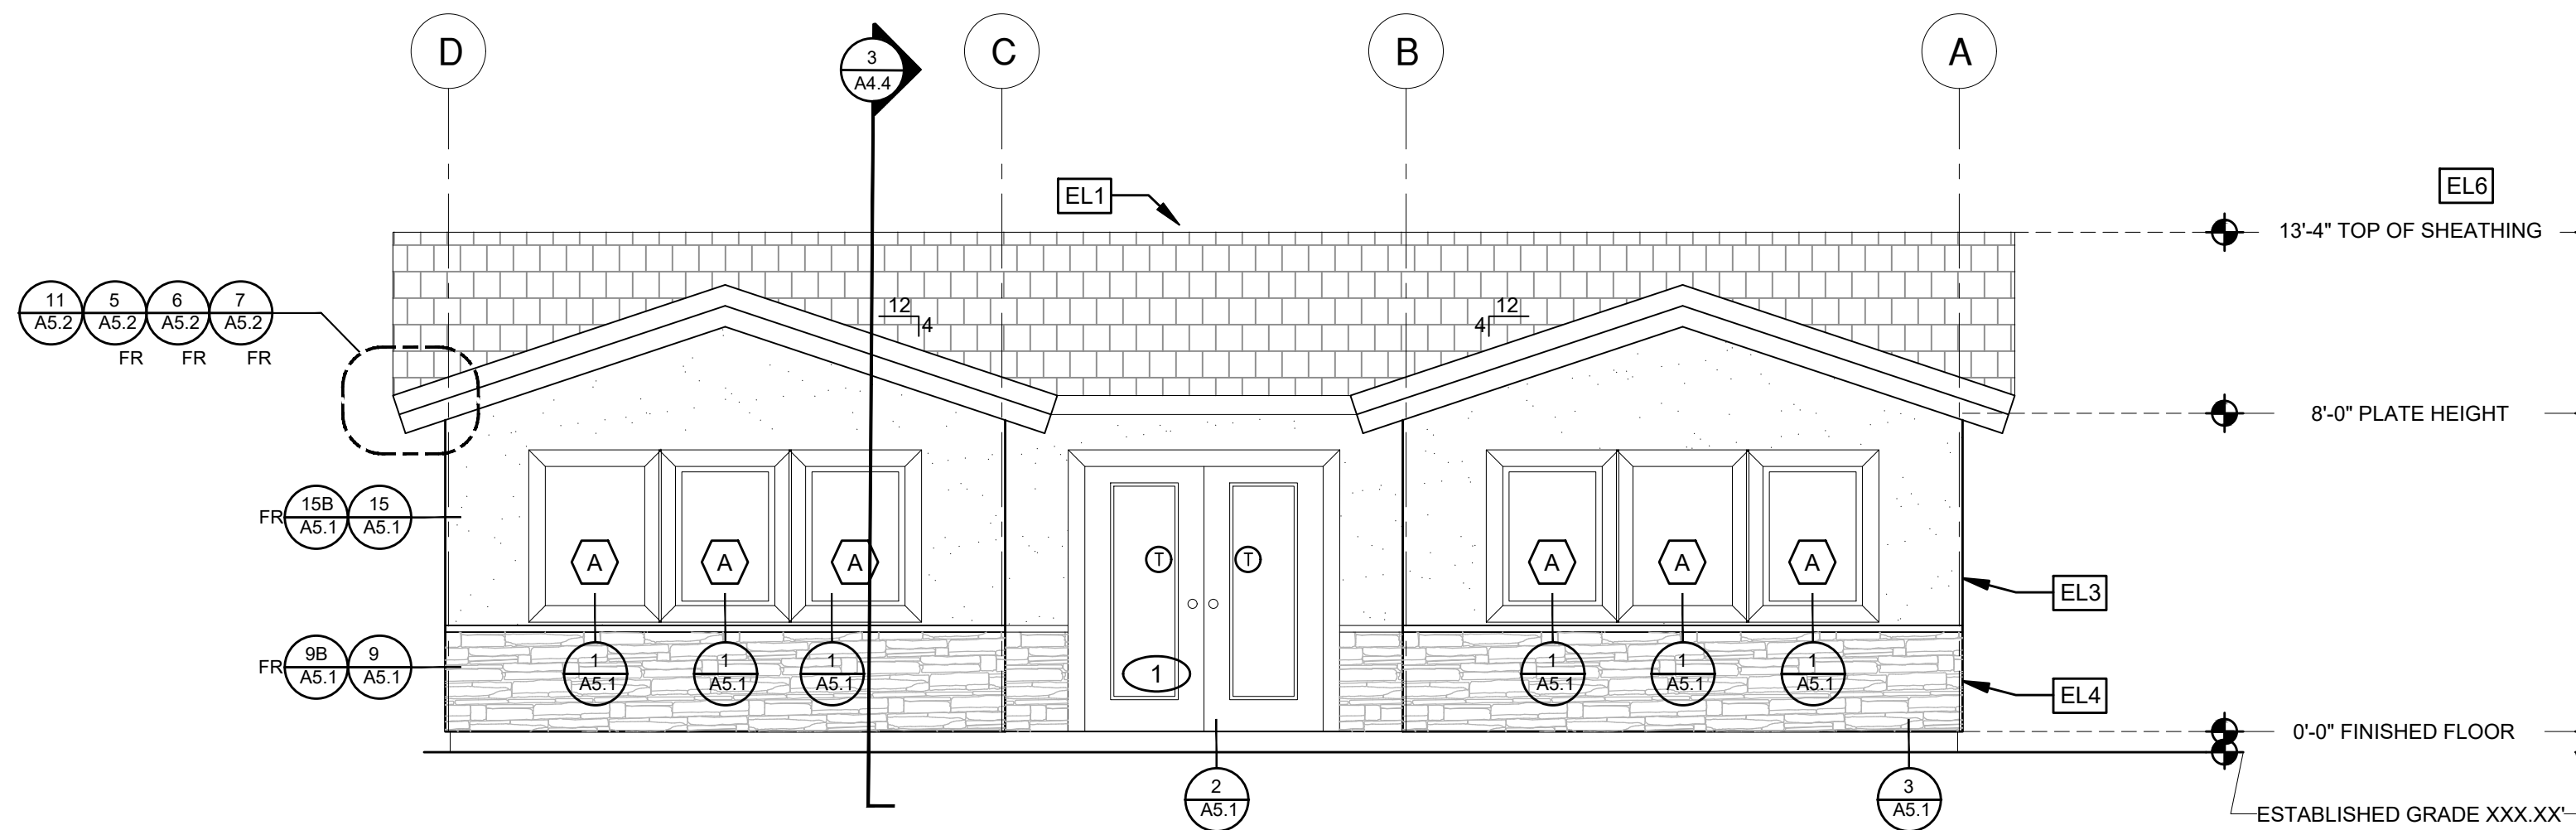 D
C
B
A
3
A4.4
EL1
EL6
13'-4" TOP OF SHEATHING
11
A5.2
5
A5.2
6
A5.2
7
A5.2
FR
FR
FR
12
4
12
4
8'-0" PLATE HEIGHT
FR
15B
A5.1
15
A5.1
A
A
A
T
T
A
A
A
EL3
FR
9B
A5.1
9
A5.1
1
A5.1
1
A5.1
1
A5.1
1
1
A5.1
1
A5.1
1
A5.1
EL4
0'-0" FINISHED FLOOR
2
A5.1
3
A5.1
ESTABLISHED GRADE XXX.XX'